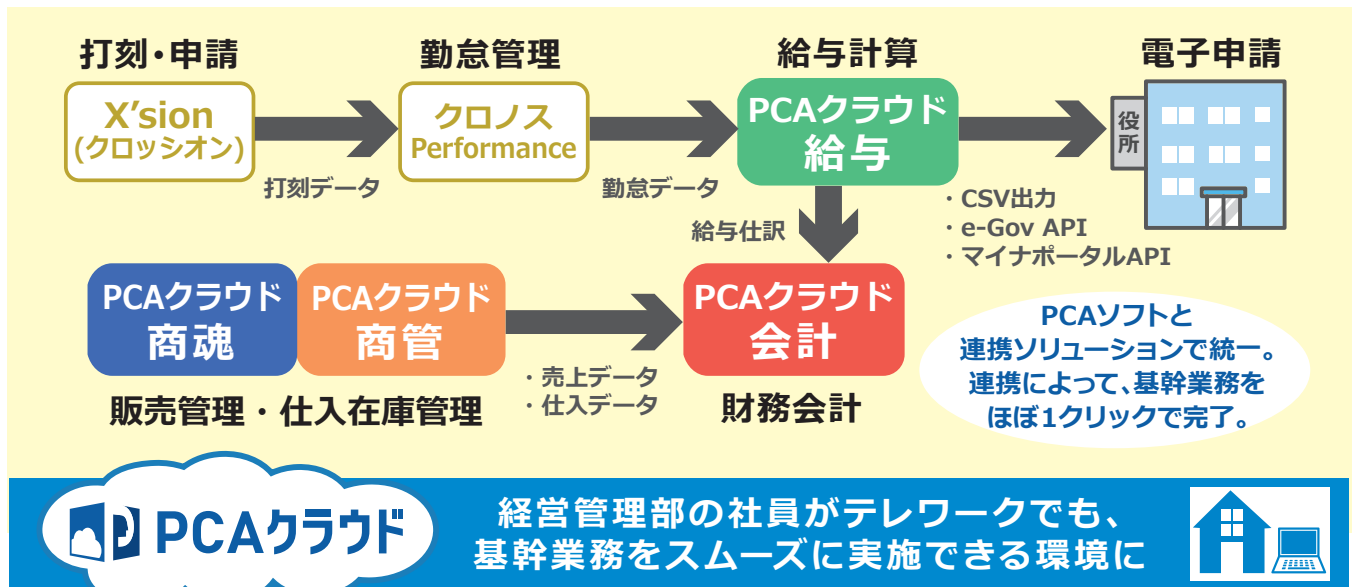 打刻・申請
X’sion
(クロッシオン)
打刻データ
勤怠管理
クロノス
Performance
勤怠データ
給与計算
PCAクラウド
給与
給与仕訳
電子申請
役所
・CSV出力
・e-Gov API
・マイナポータルAPI
PCAクラウド
商魂
PCAクラウド
商管
販売管理・仕入在庫管理
・売上データ
・仕入データ
PCAクラウド
会計
財務会計
PCAソフトと
連携ソリューションで統一。
連携によって、基幹業務を
ほぼ1クリックで完了。
PCAクラウド
経営管理部の社員がテレワークでも、
基幹業務をスムーズに実施できる環境に